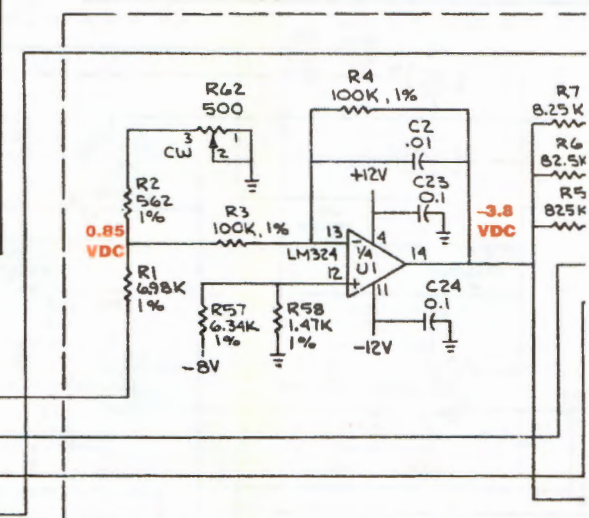 R62
500
3
1
CW
2
R2
562
1%
0.85
VDC
R1
6.98K
1%
R3
100K, 1%
R4
100K, 1%
C2
.01
+12V
C23
0.1
13
LM324
12
-
+
1/4
U1
4
11
14
R57
6.34K
1%
-8V
R58
1.47K
1%
-12V
C24
0.1
-3.8
VDC
R7
8.25K
R6
82.5K
R5
825K